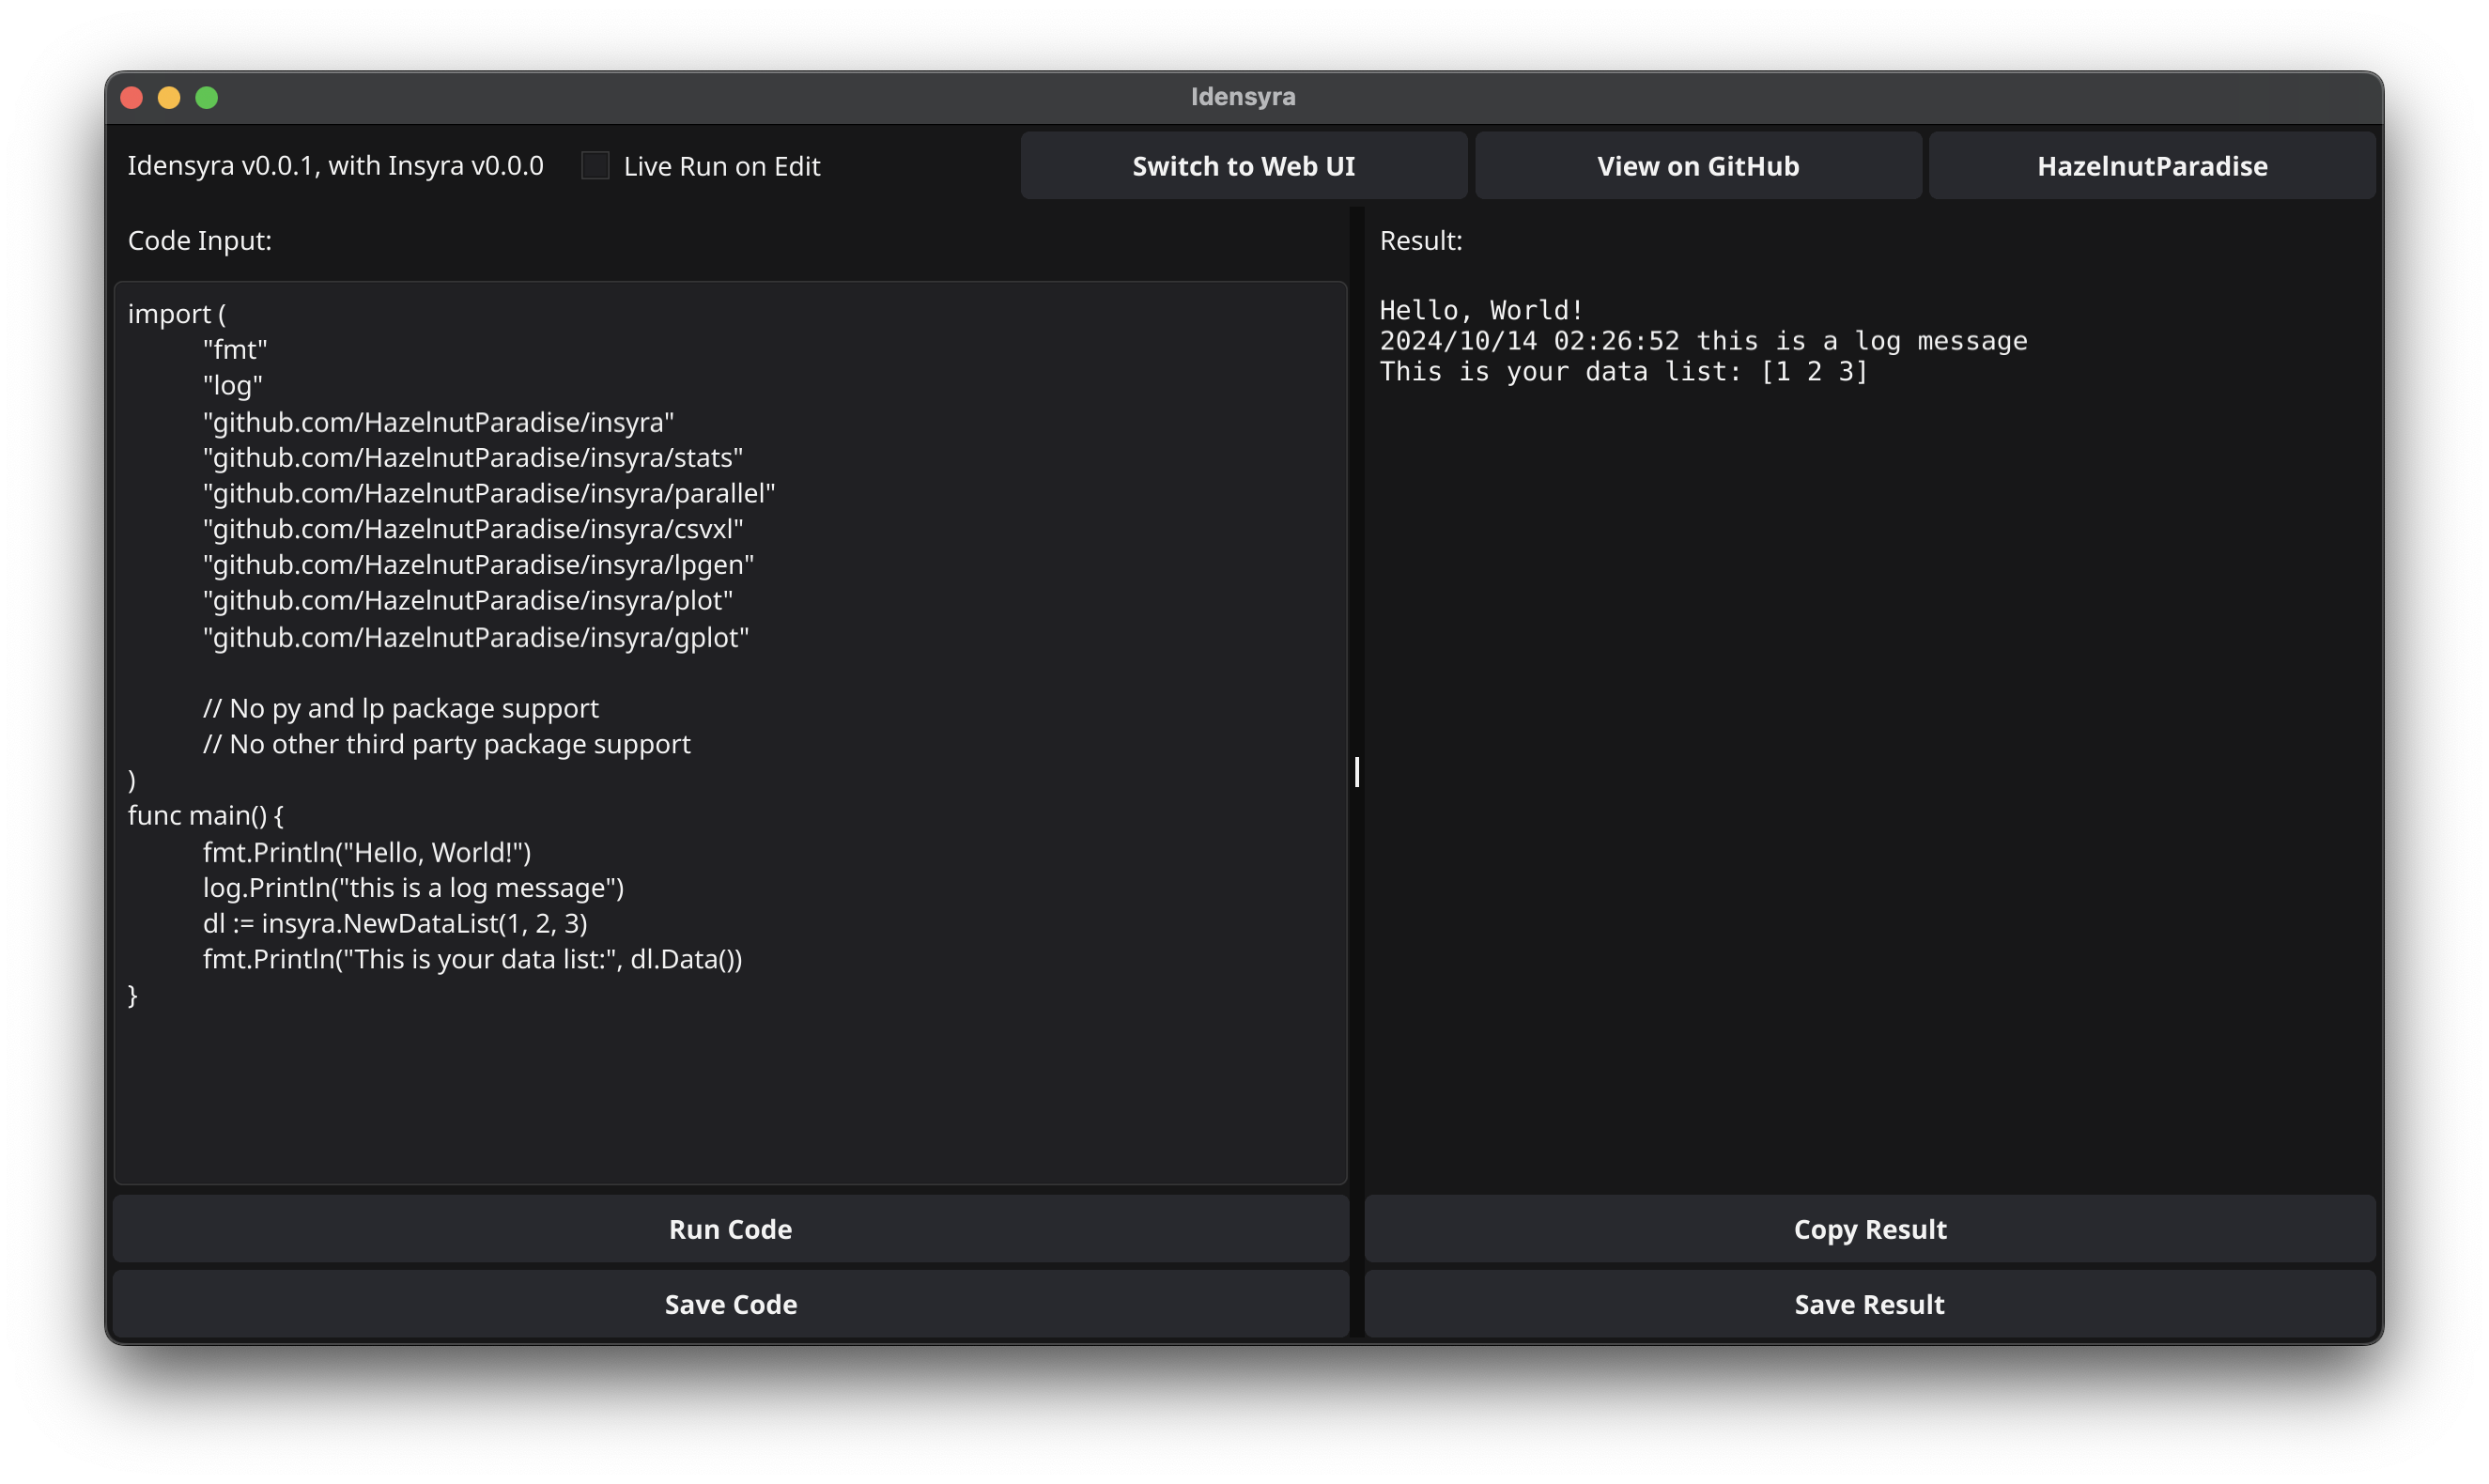 Idensyra
Idensyra v0.0.1, with Insyra v0.0.0
Live Run on Edit
Switch to Web UI
View on GitHub
HazelnutParadise
Code Input:
import (
	"fmt"
	"log"
	"github.com/HazelnutParadise/insyra"
	"github.com/HazelnutParadise/insyra/stats"
	"github.com/HazelnutParadise/insyra/parallel"
	"github.com/HazelnutParadise/insyra/csvxl"
	"github.com/HazelnutParadise/insyra/lpgen"
	"github.com/HazelnutParadise/insyra/plot"
	"github.com/HazelnutParadise/insyra/gplot"

	// No py and lp package support
	// No other third party package support
)
func main() {
	fmt.Println("Hello, World!")
	log.Println("this is a log message")
	dl := insyra.NewDataList(1, 2, 3)
	fmt.Println("This is your data list:", dl.Data())
}
Run Code
Save Code
Result:
Hello, World!
2024/10/14 02:26:52 this is a log message
This is your data list: [1 2 3]
Copy Result
Save Result